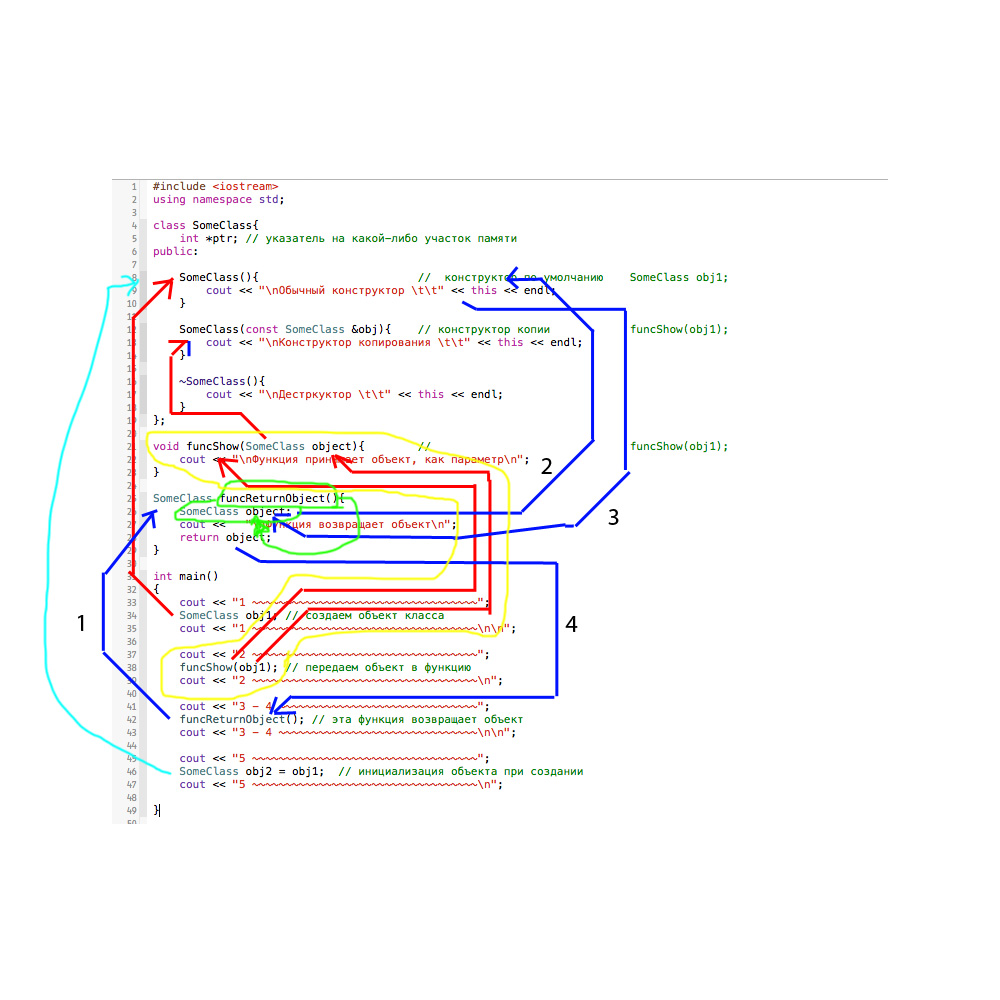 1 #include <iostream>
2 using namespace std;
3
4 class SomeClass{
5 int *ptr; // указатель на какой-либо участок памяти
6 public:
7
8 SomeClass(){ // конструктор по умолчанию SomeClass obj1;
9 cout << "\nОбычный конструктор \t\t" << this << endl;
10 }
11
12 SomeClass(const SomeClass &obj){ // конструктор копии funcShow(obj1);
13 cout << "\nКонструктор копирования \t\t" << this << endl;
14 }
15
16 ~SomeClass(){
17 cout << "\nДестркуктор \t\t" << this << endl;
18 }
19 };
20
21 void funcShow(SomeClass object){ // funcShow(obj1);
22 cout << "\nФункция принимает объект, как параметр\n";
23 }
24
25 SomeClass funcReturnObject(){
26 SomeClass object;
27 cout << "\nФункция возвращает объект\n";
28 return object;
29 }
30
31 int main()
32 {
33 cout << "1 ~~~~~~~~~~~~~~~~~~~~~~~~~~~~~~~~~~";
34 SomeClass obj1; // создаем объект класса
35 cout << "1 ~~~~~~~~~~~~~~~~~~~~~~~~~~~~~~~~~~\n\n";
36
37 cout << "2 ~~~~~~~~~~~~~~~~~~~~~~~~~~~~~~~~~~";
38 funcShow(obj1); // передаем объект в функцию
39 cout << "2 ~~~~~~~~~~~~~~~~~~~~~~~~~~~~~~~~~~\n";
40
41 cout << "3 - 4 ~~~~~~~~~~~~~~~~~~~~~~~~~~~~~~";
42 funcReturnObject(); // эта функция возвращает объект
43 cout << "3 - 4 ~~~~~~~~~~~~~~~~~~~~~~~~~~~~~~\n\n";
44
45 cout << "5 ~~~~~~~~~~~~~~~~~~~~~~~~~~~~~~~~~~";
46 SomeClass obj2 = obj1; // инициализация объекта при создании
47 cout << "5 ~~~~~~~~~~~~~~~~~~~~~~~~~~~~~~~~~~\n";
48
49 }
50
1
2
3
4